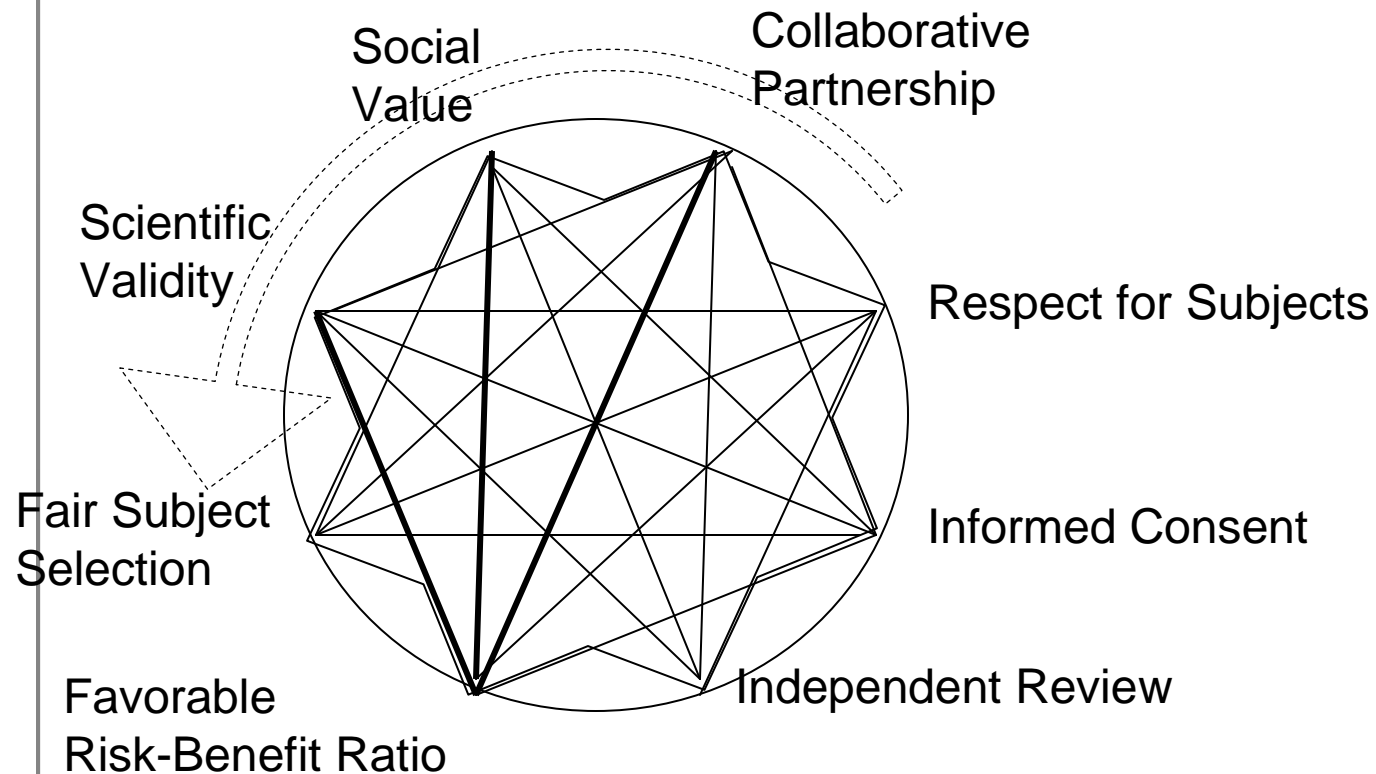 Social
Value
Collaborative
Partnership
Scientific
Validity
Respect for Subjects
Fair Subject
Selection
Informed Consent
Favorable
Risk-Benefit Ratio
Independent Review